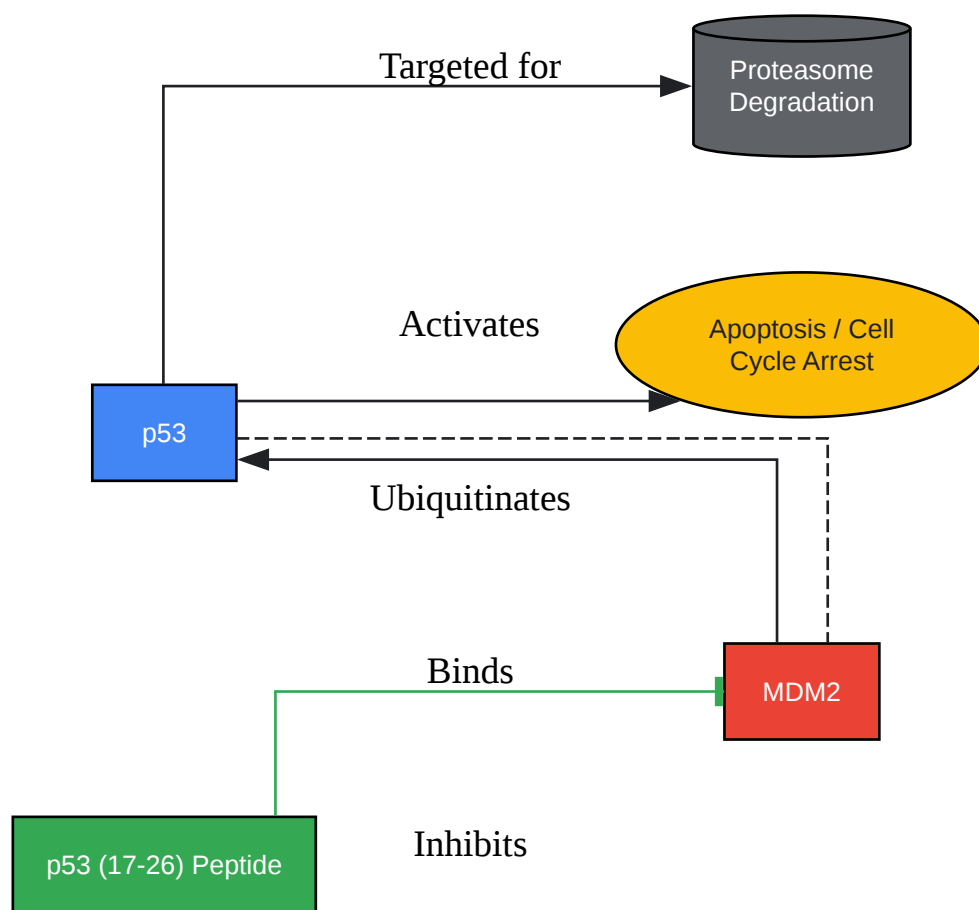 Targeted for
Proteasome
Degradation
Activates
Apoptosis / Cell
Cycle Arrest
p53
Ubiquitinates
Binds
MDM2
Inhibits
p53 (17-26) Peptide